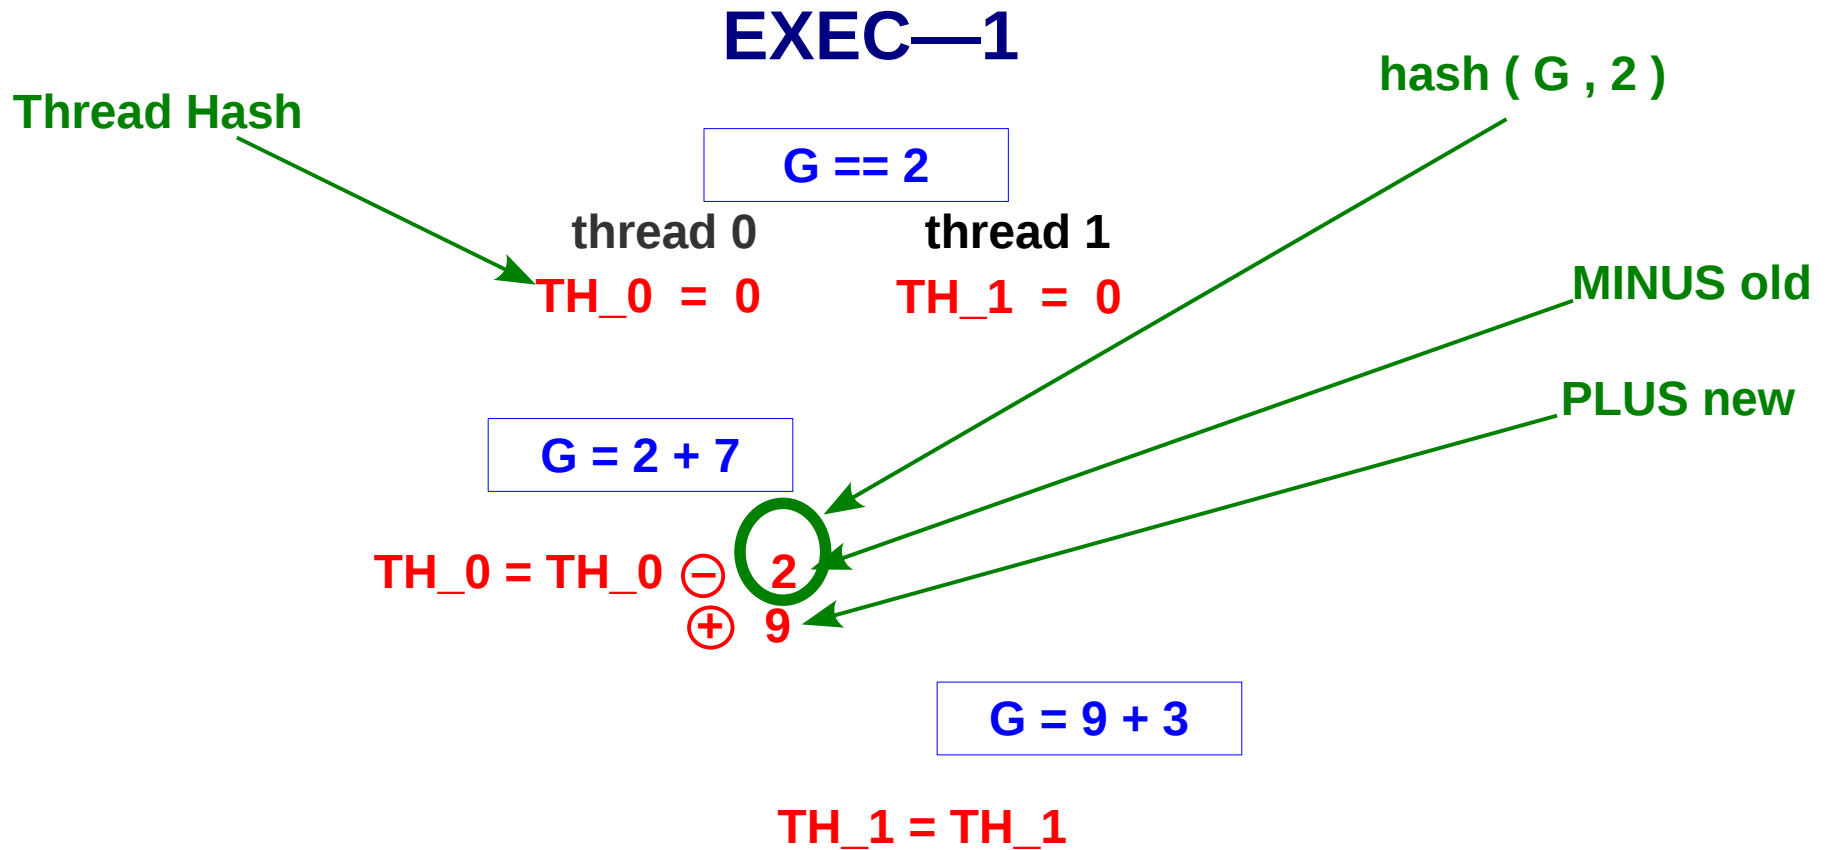 EXEC—1
hash ( G , 2 )
Thread Hash
G == 2
thread 0 thread 1
TH_0 = 0 TH_1 = 0
MINUS old
PLUS new
G = 2 + 7
TH_0 = TH_0 ⊖ 2
⊕ 9
G = 9 + 3
TH_1 = TH_1